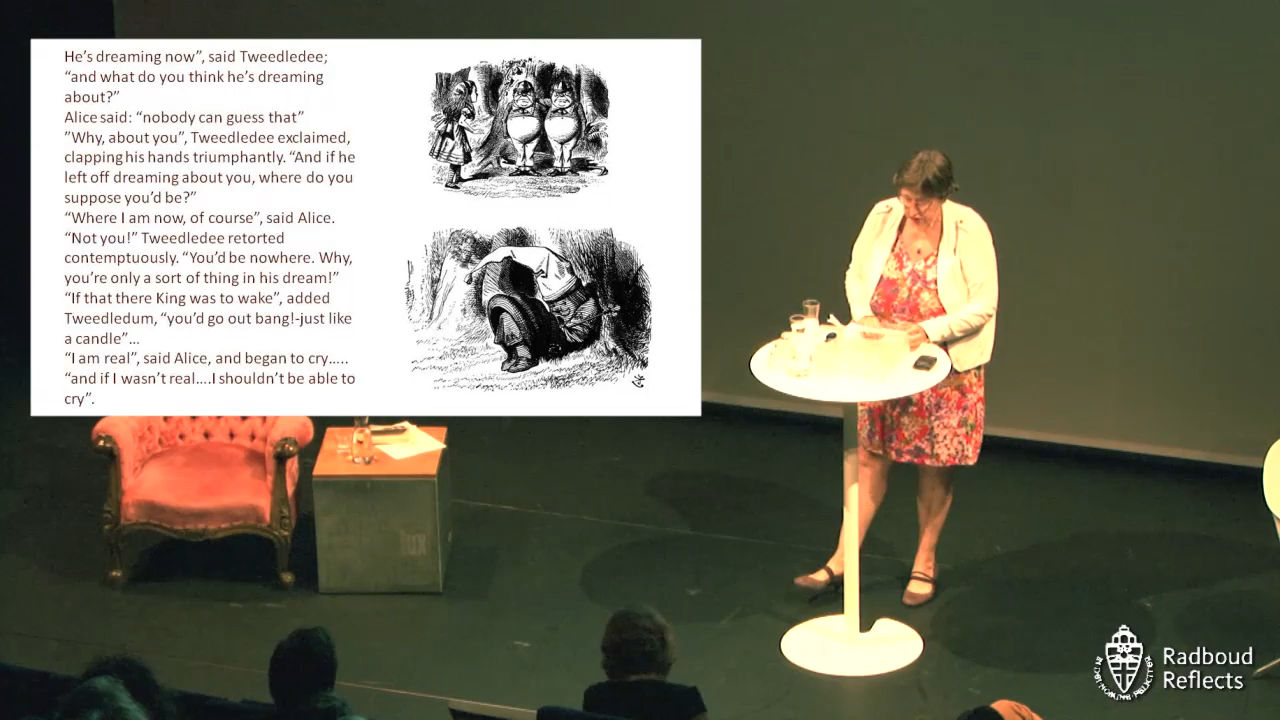 He's dreaming now", said Tweedledee;
"and what do you think he's dreaming
about?"
Alice said: "nobody can guess that"
"Why, about you", Tweedledee exclaimed,
clapping his hands triumphantly. "And if he
left off dreaming about you, where do you
suppose you'd be?"
"Where I am now, of course", said Alice.
"Not you!" Tweedledee retorted
contemptuously. "You'd be nowhere. Why,
you're only a sort of thing in his dream!"
"If that there King was to wake", added
Tweedledum, "you'd go out bang!-just like
a candle"...
"I am real", said Alice, and began to cry.....
"and if I wasn't real....I shouldn't be able to
cry".
lux
Radboud
Reflects